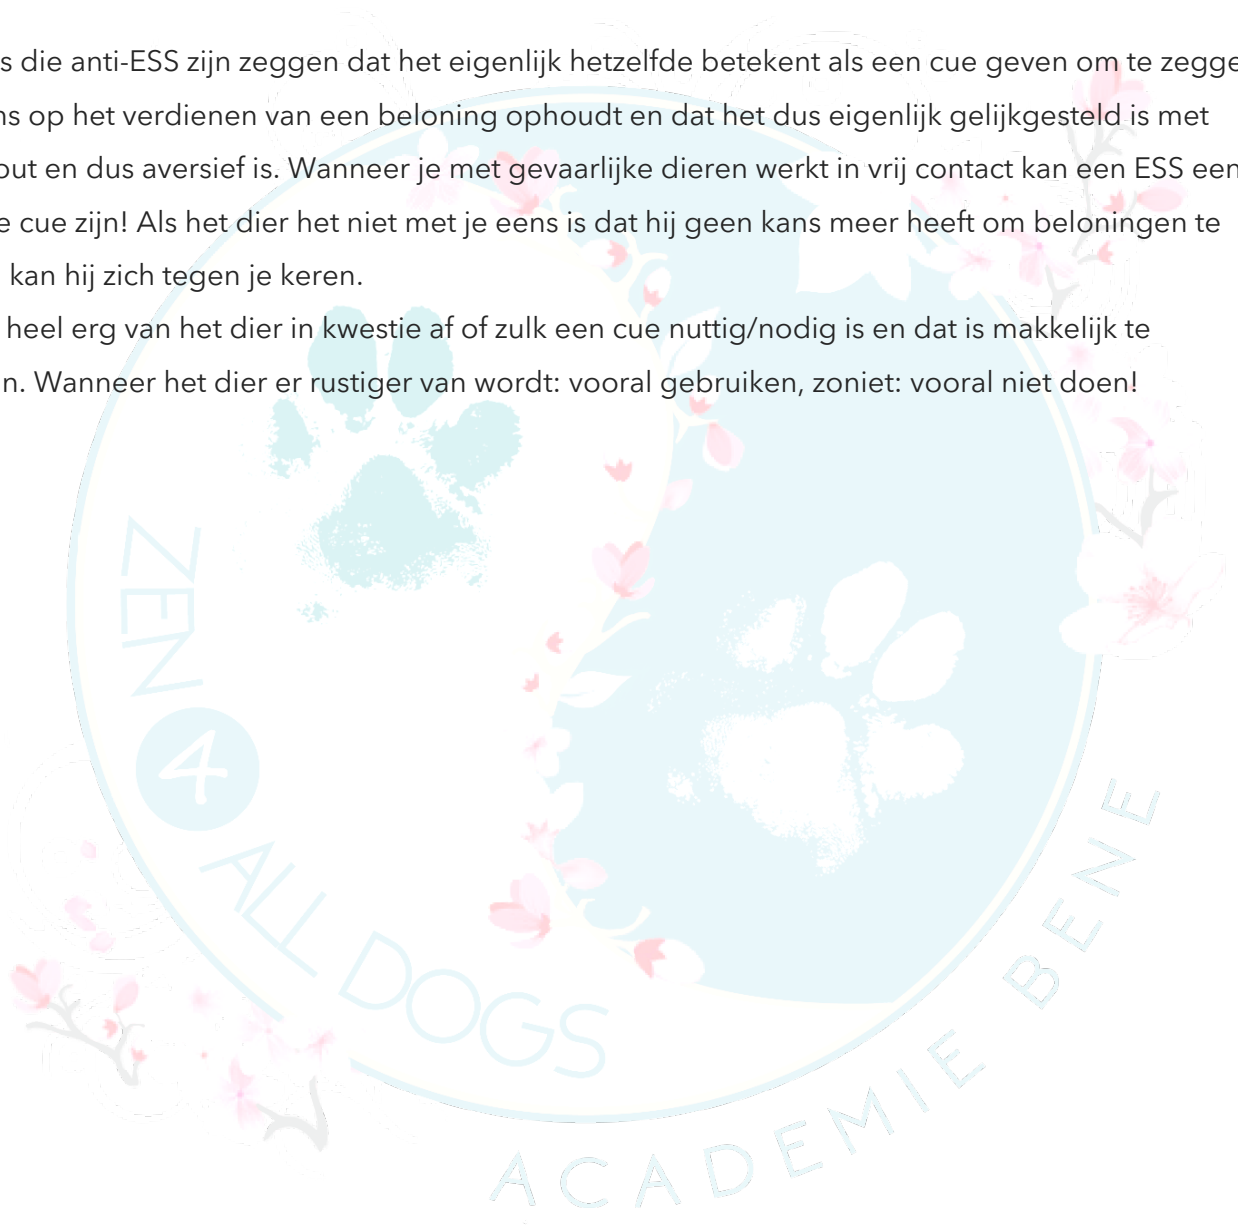 s die anti-ESS zijn zeggen dat het eigenlijk hetzelfde betekent als een cue geven om te zegge
ns op het verdienen van een beloning ophoudt en dat het dus eigenlijk gelijkgesteld is met
out en dus aversief is. Wanneer je met gevaarlijke dieren werkt in vrij contact kan een ESS een
e cue zijn! Als het dier het niet met je eens is dat hij geen kans meer heeft om beloningen te
kan hij zich tegen je keren.
heel erg van het dier in kwestie af of zulk een cue nuttig/nodig is en dat is makkelijk te
n. Wanneer het dier er rustiger van wordt: vooral gebruiken, zoniet: vooral niet doen!
ZEN 4 ALL DOGS
ACADEMIE BENE